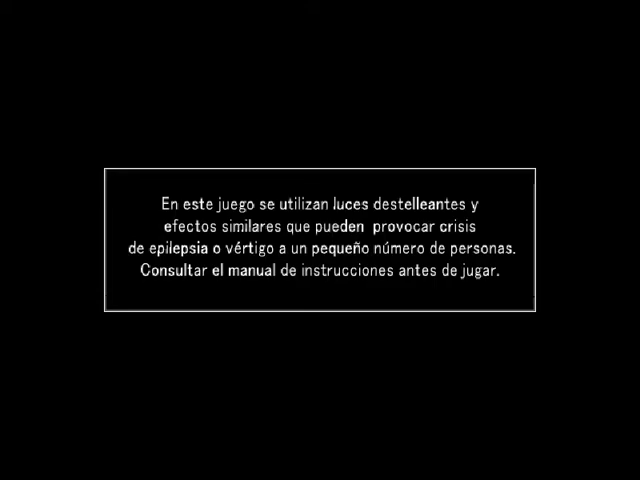 En este juego se utilizan luces destelleantes y
efectos similares que pueden provocar crisis
de epilepsia o vértigo a un pequeño número de personas.
Consultar el manual de instrucciones antes de jugar.